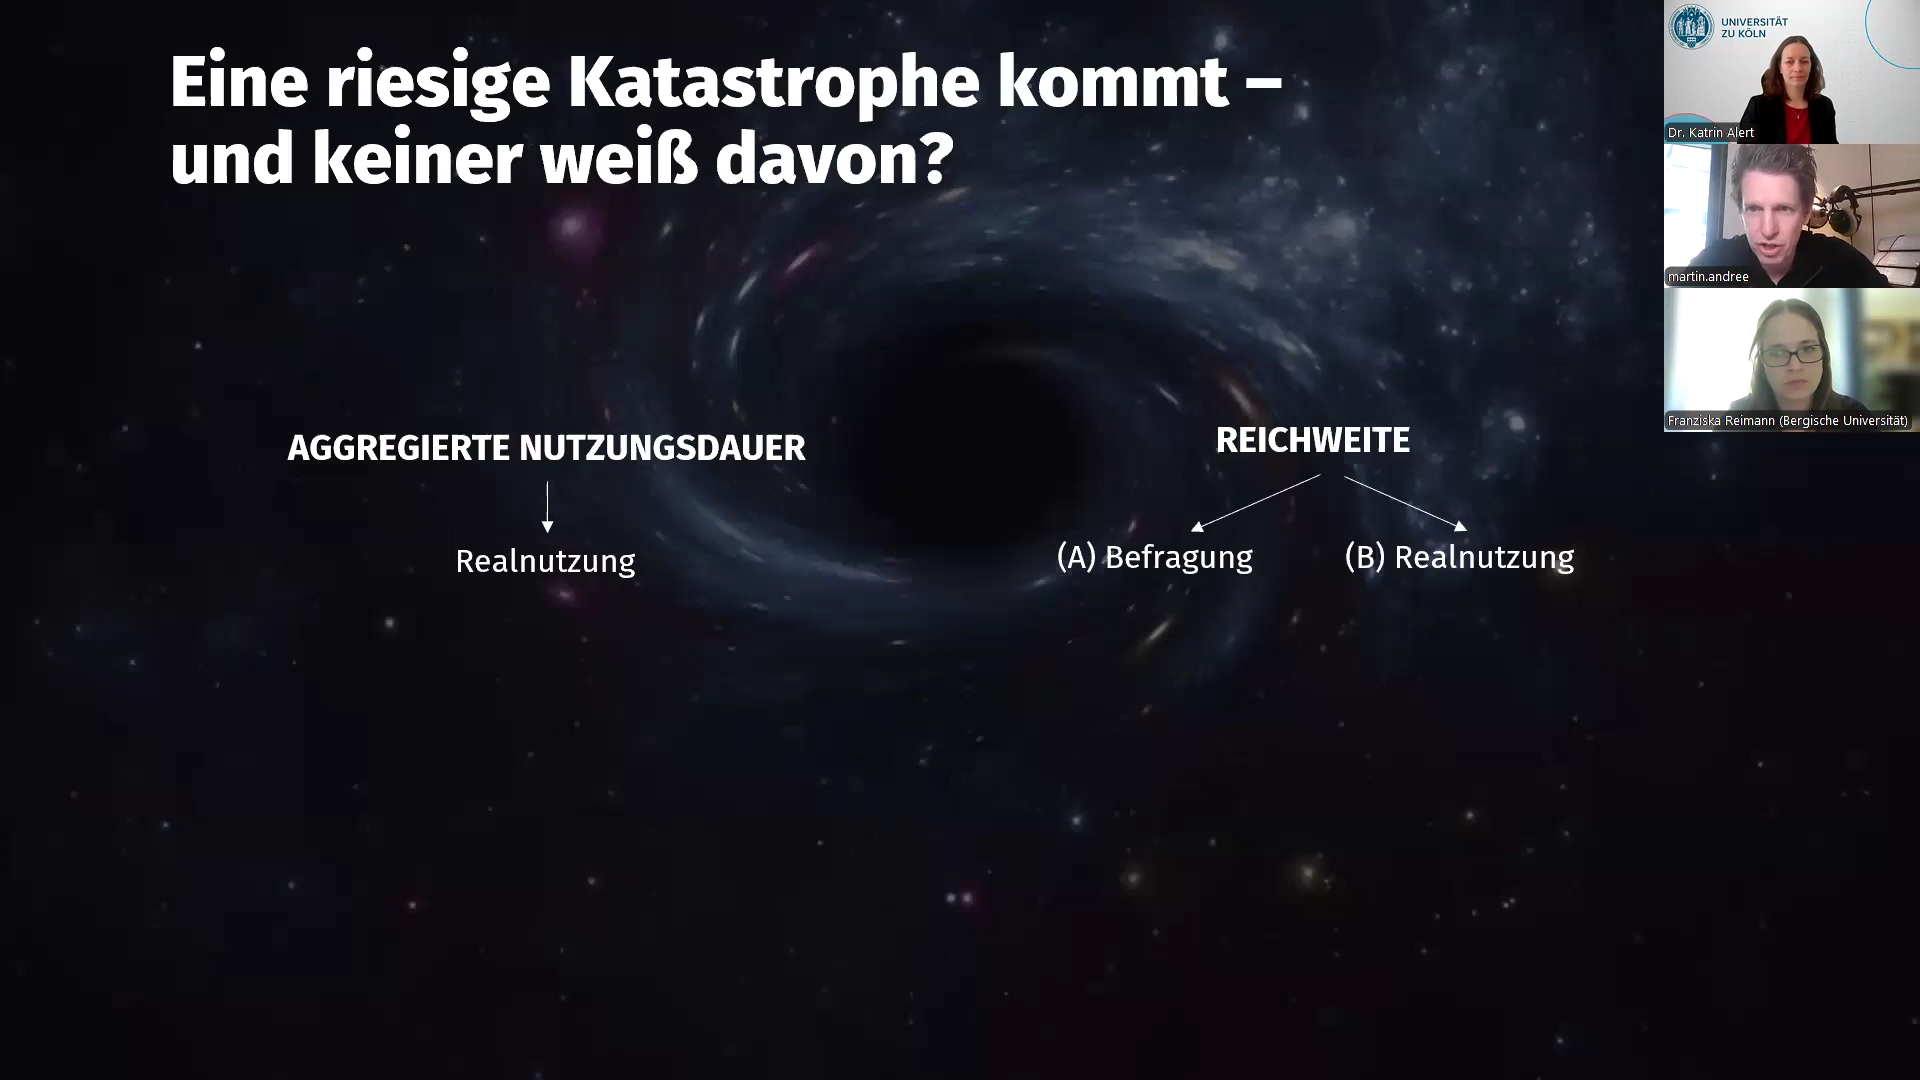 Eine riesige Katastrophe kommt –
und keiner weiß davon?
AGGREGIERTE NUTZUNGSDAUER
Realnutzung
REICHWEITE
(A) Befragung
(B) Realnutzung
UNIVERSITÄT
ZU KÖLN
Dr. Katrin Alert
martin.andree
Franziska Reimann (Bergische Universität)